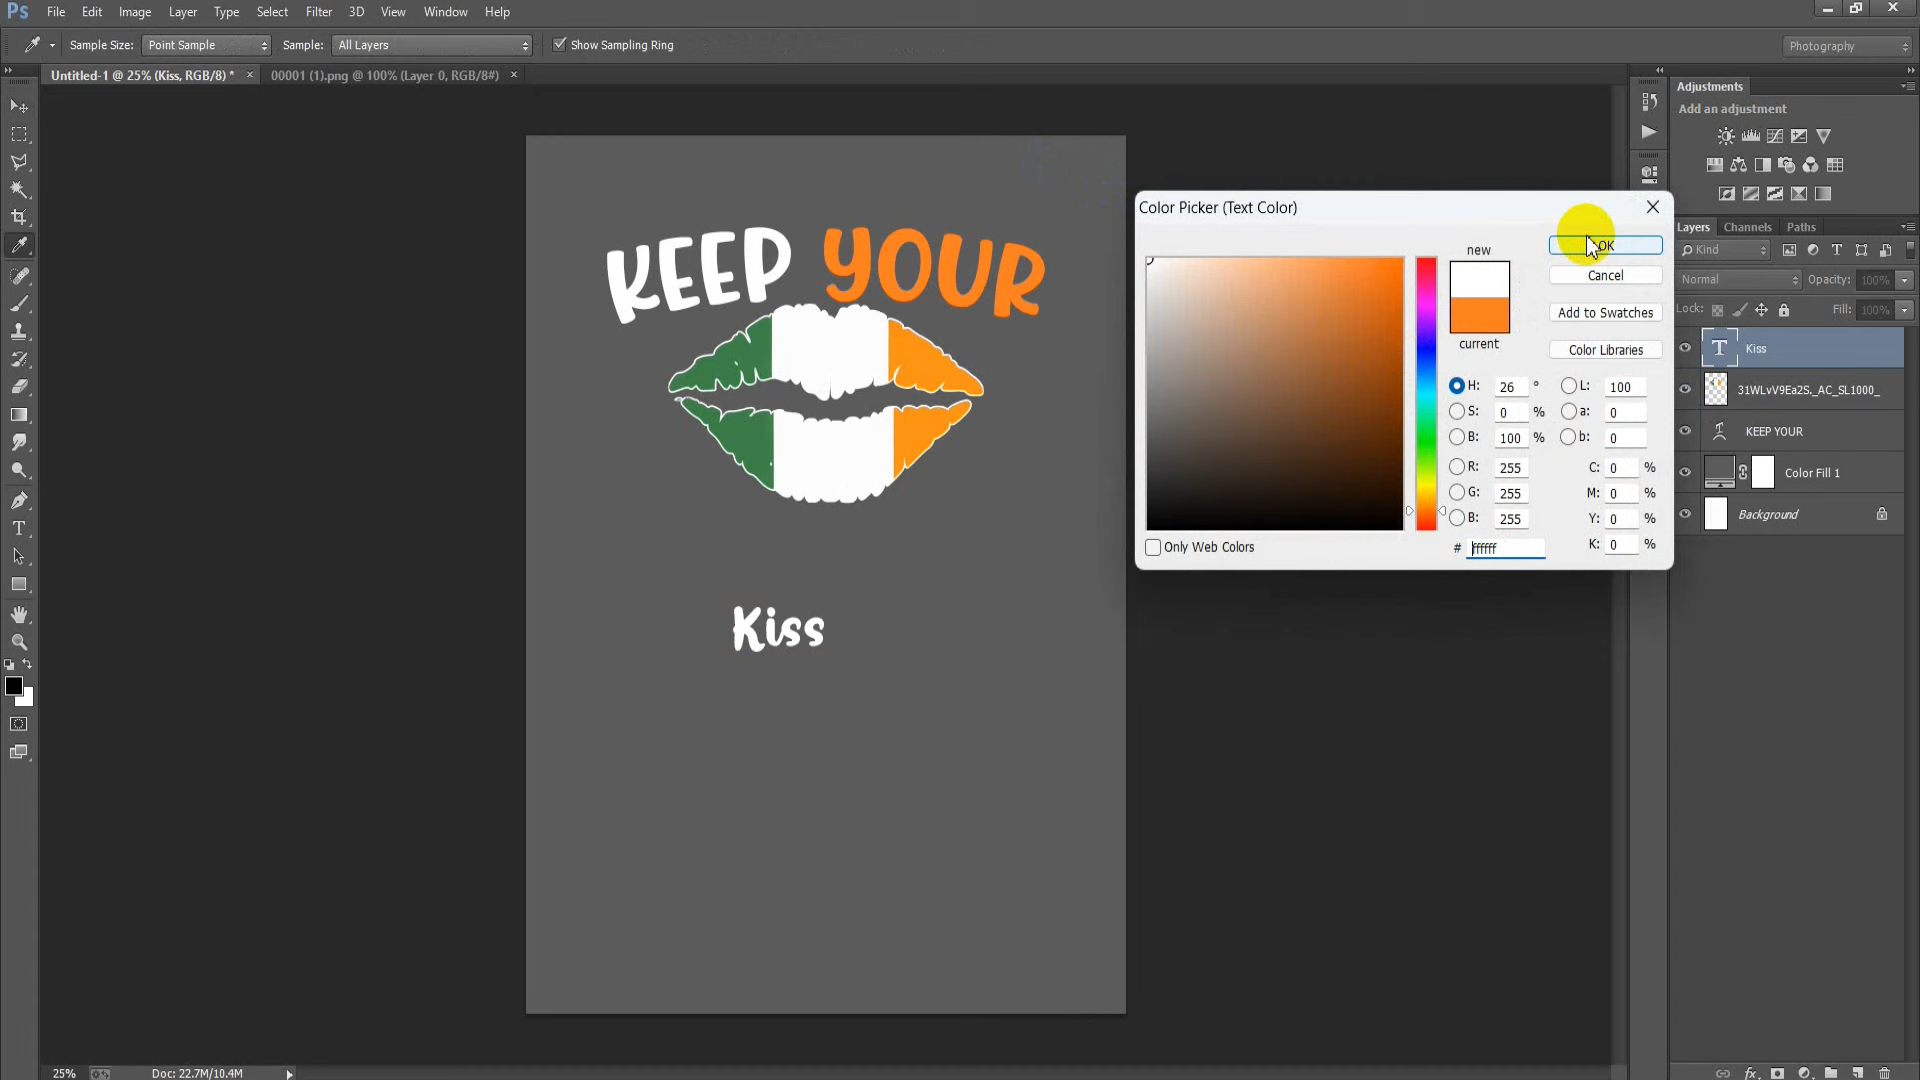 Ps File Edit Image Layer Type Select Filter 3D View Window Help
Sample Size: Point Sample Sample: All Layers Show Sampling Ring Photography
Untitled-1 @ 25% (Kiss, RGB/8) * × 00001 (1).png @ 100% (Layer 0, RGB/8#) ×
Adjustments
Add an adjustment
Color Picker (Text Color)
Layers Channels Paths
KEEP YOUR
new
OK
Kind
Cancel
Normal Opacity: 100%
Add to Swatches
Lock: Fill: 100%
current
Color Libraries
Kiss
H: 26 ° L: 100
31WLvV9Ea2S._AC_SL1000_
S: 0 % a: 0
B: 100 % b: 0
KEEP YOUR
R: 255 C: 0 %
Color Fill 1
G: 255 M: 0 %
B: 255 Y: 0 %
Background
Only Web Colors # ffffff K: 0 %
Kiss
25% Doc: 22.7M/10.4M